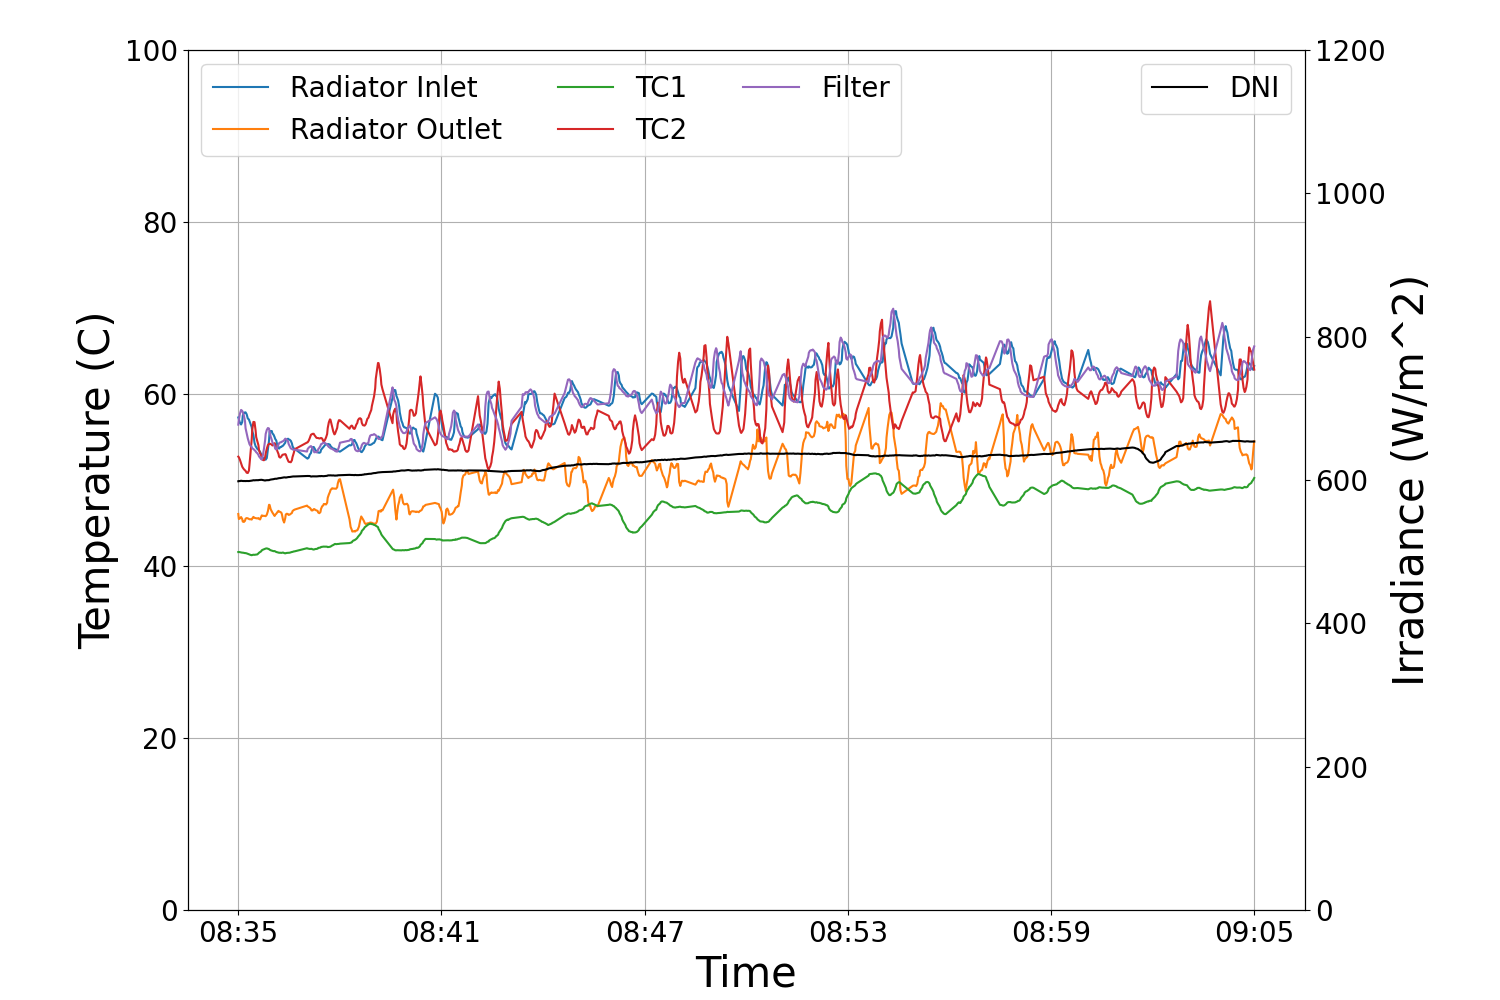 100
80
60
40
20
0
Temperature (C)
Radiator Inlet
Radiator Outlet
TC1
TC2
Filter
DNI
1200
1000
800
600
400
200
0
Irradiance (W/m^2)
08:35 08:41 08:47 08:53 08:59 09:05
Time